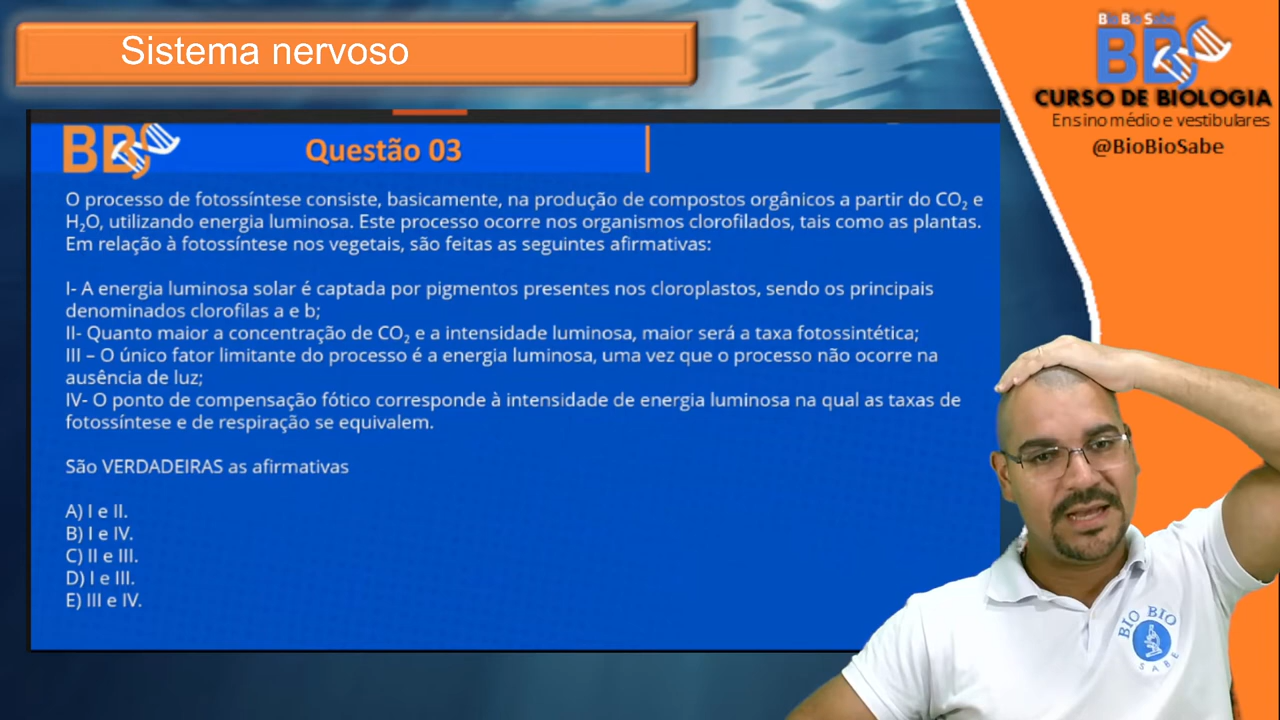 Sistema nervoso
Bio Bio Sabe
BBS
CURSO DE BIOLOGIA
Ensino médio e vestibulares
@BioBioSabe
BBS
Questão 03
O processo de fotossíntese consiste, basicamente, na produção de compostos orgânicos a partir do CO₂ e
H₂O, utilizando energia luminosa. Este processo ocorre nos organismos clorofilados, tais como as plantas.
Em relação à fotossíntese nos vegetais, são feitas as seguintes afirmativas:
I- A energia luminosa solar é captada por pigmentos presentes nos cloroplastos, sendo os principais
denominados clorofilas a e b;
II- Quanto maior a concentração de CO₂ e a intensidade luminosa, maior será a taxa fotossintética;
III – O único fator limitante do processo é a energia luminosa, uma vez que o processo não ocorre na
ausência de luz;
IV- O ponto de compensação fótico corresponde à intensidade de energia luminosa na qual as taxas de
fotossíntese e de respiração se equivalem.
São VERDADEIRAS as afirmativas
A) I e II.
B) I e IV.
C) II e III.
D) I e III.
E) III e IV.
BIO BIO
SABE